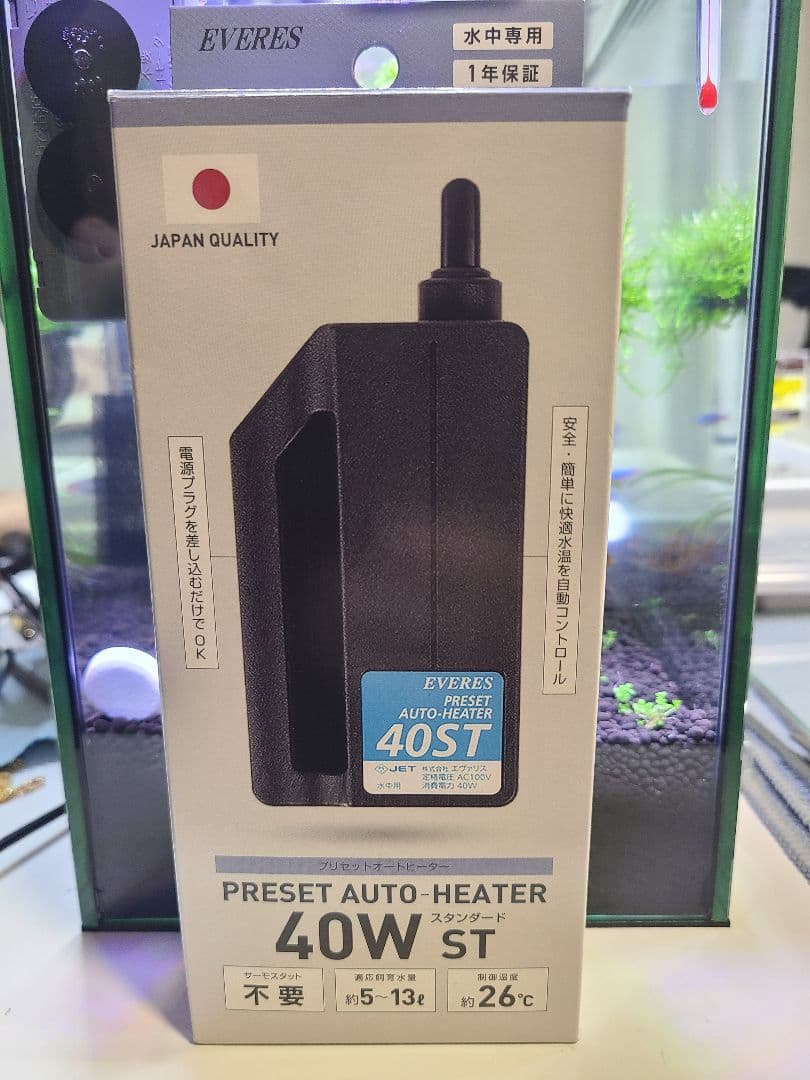 EVERES
水中専用
1年保証
JAPAN QUALITY
電源プラグを差し込むだけでOK
安全・簡単に快適水温を自動コントロール
EVERES
PRESET
AUTO-HEATER
40ST
JET 株式会社 エヴァリス
定格電圧 AC100V
水中用 消費電力 40W
プリセットオートヒーター
PRESET AUTO-HEATER
40W スタンダード ST
サーモスタット
不要
適応飼育水量
約5~13ℓ
制御温度
約26℃